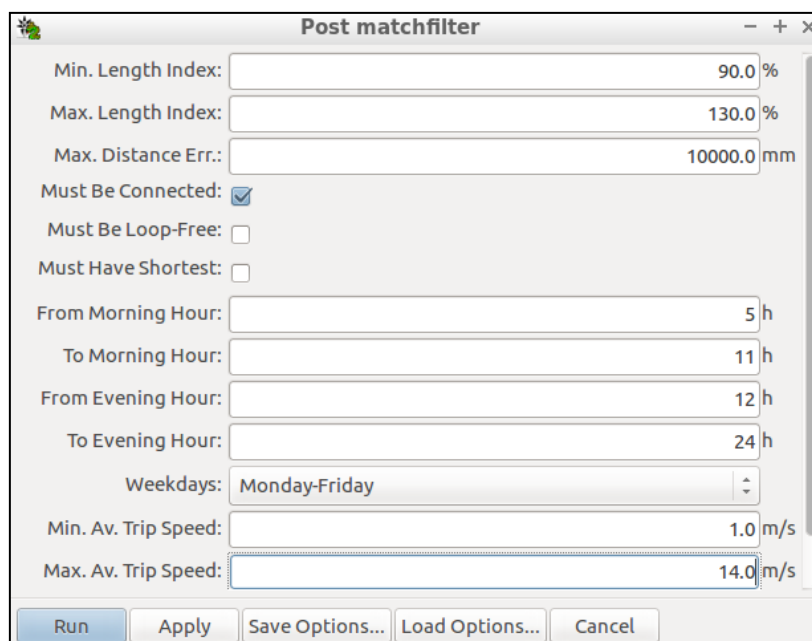 Post matchfilter
Min. Length Index: 90.0 %
Max. Length Index: 130.0 %
Max. Distance Err.: 10000.0 mm
Must Be Connected:
Must Be Loop-Free:
Must Have Shortest:
From Morning Hour: 5 h
To Morning Hour: 11 h
From Evening Hour: 12 h
To Evening Hour: 24 h
Weekdays: Monday-Friday
Min. Av. Trip Speed: 1.0 m/s
Max. Av. Trip Speed: 14.0 m/s
Run Apply Save Options... Load Options... Cancel